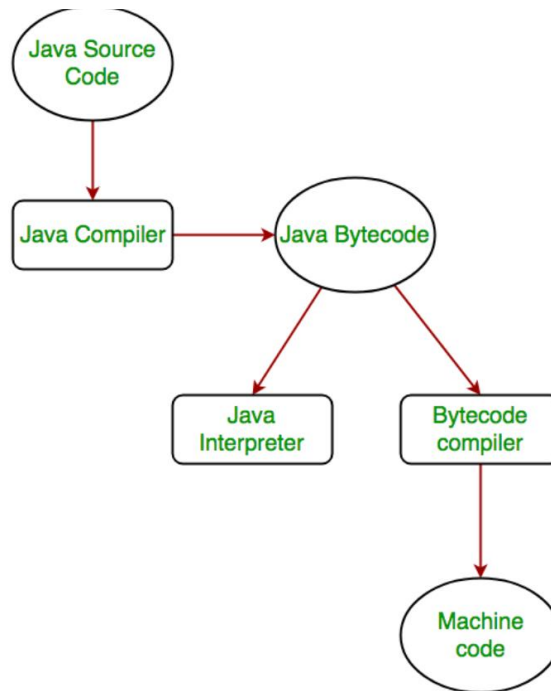 Java Source
Code
Java Compiler
Java Bytecode
Java
Interpreter
Bytecode
compiler
Machine
code